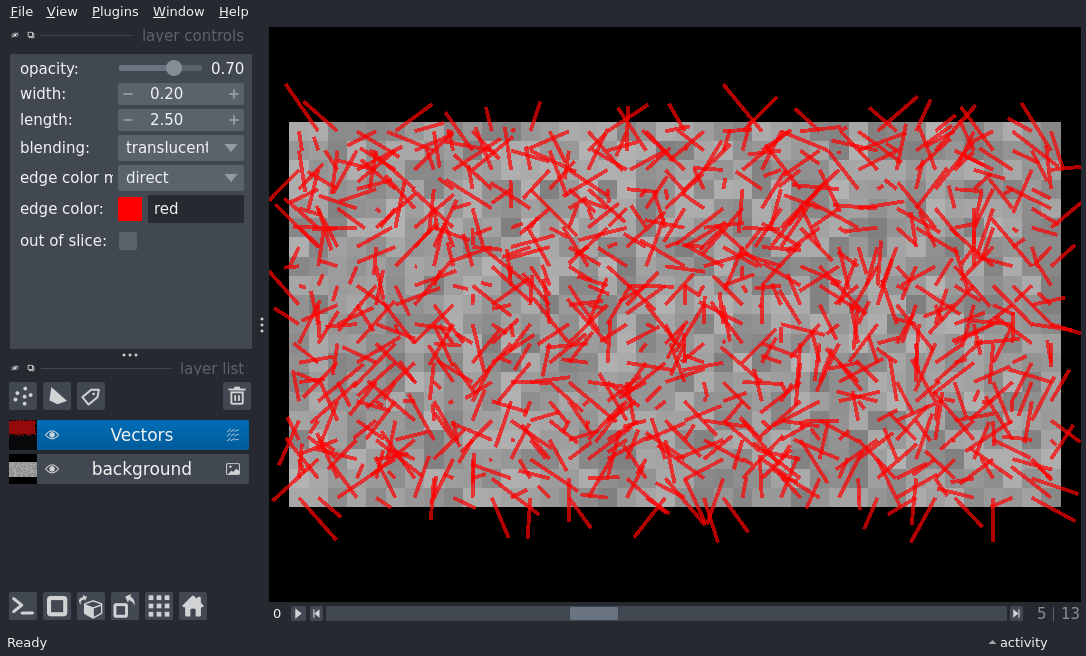 File View Plugins Window Help
layer controls
opacity: 0.70
width: − 0.20 +
length: − 2.50 +
blending: translucent
edge color m direct
edge color: red
out of slice:
layer list
Vectors
background
0 5 | 13
Ready activity